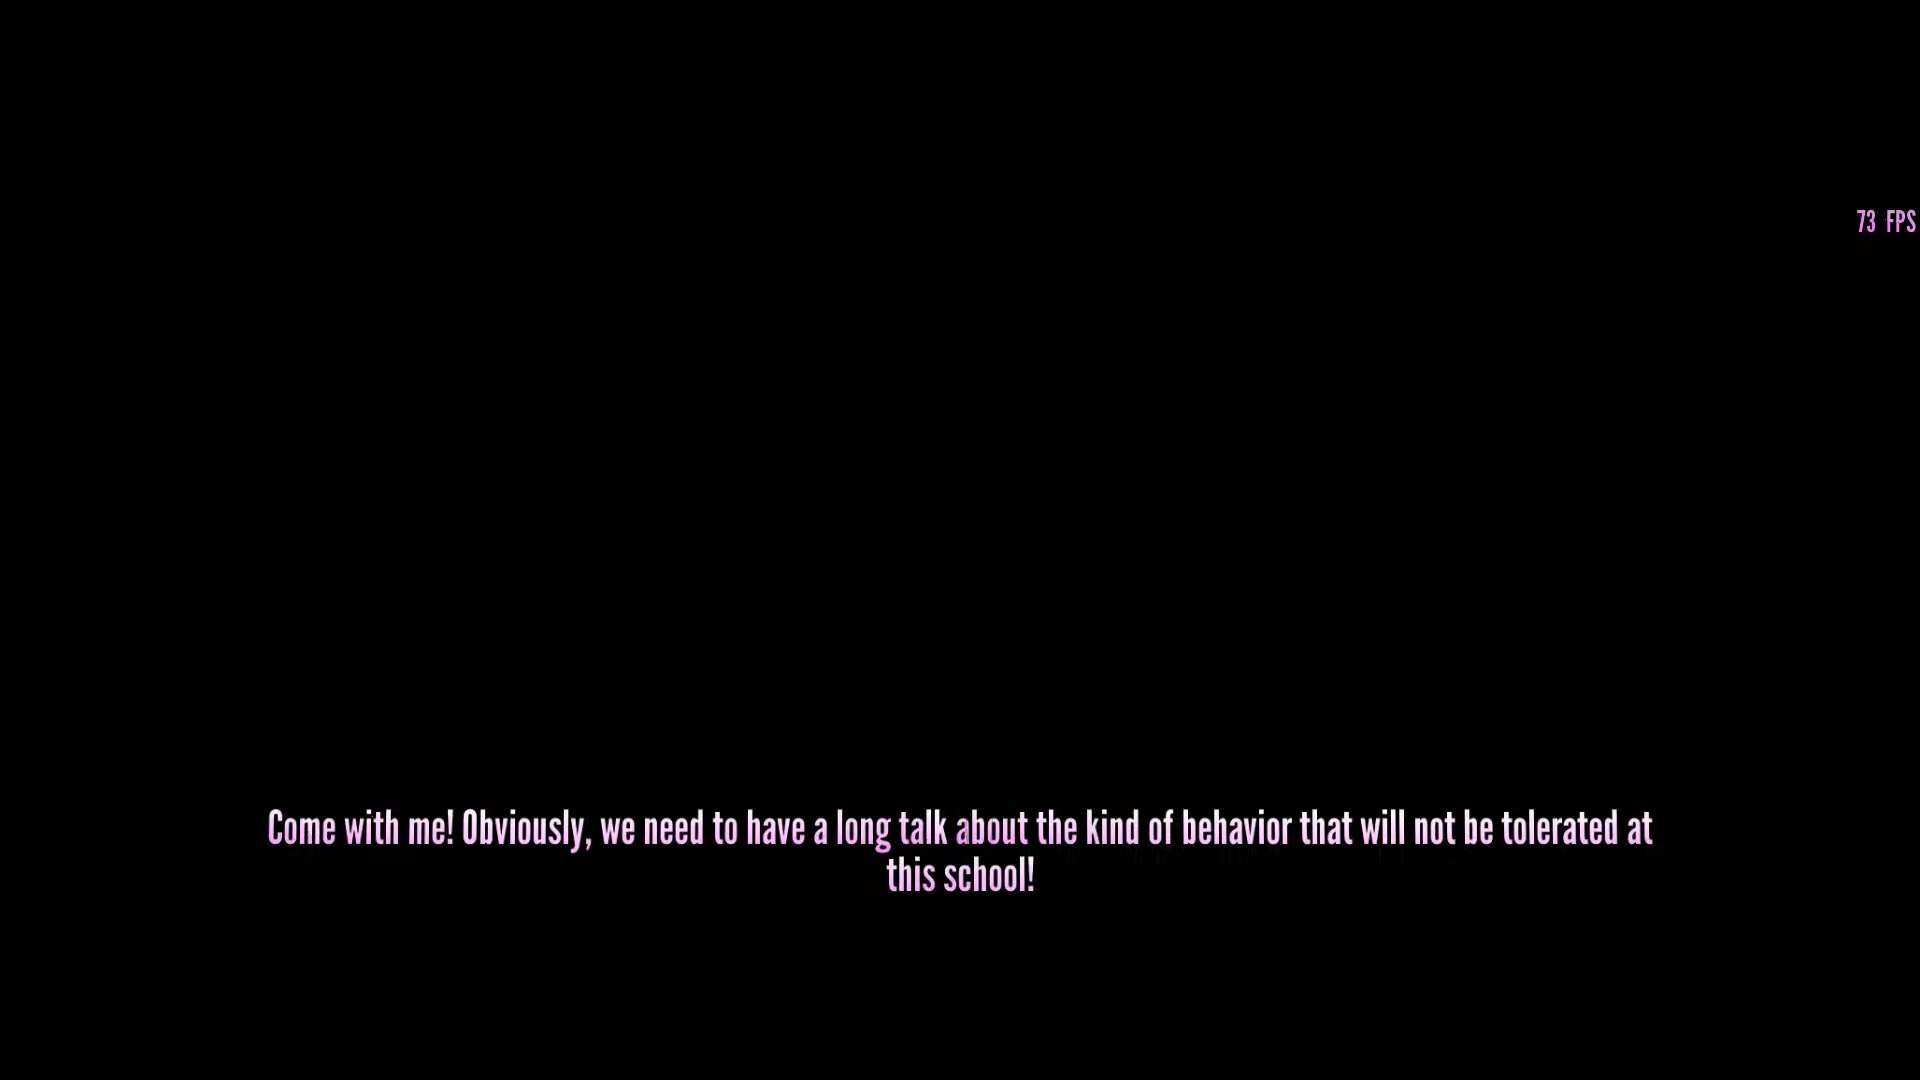 73 FPS
Come with me! Obviously, we need to have a long talk about the kind of behavior that will not be tolerated at
this school!